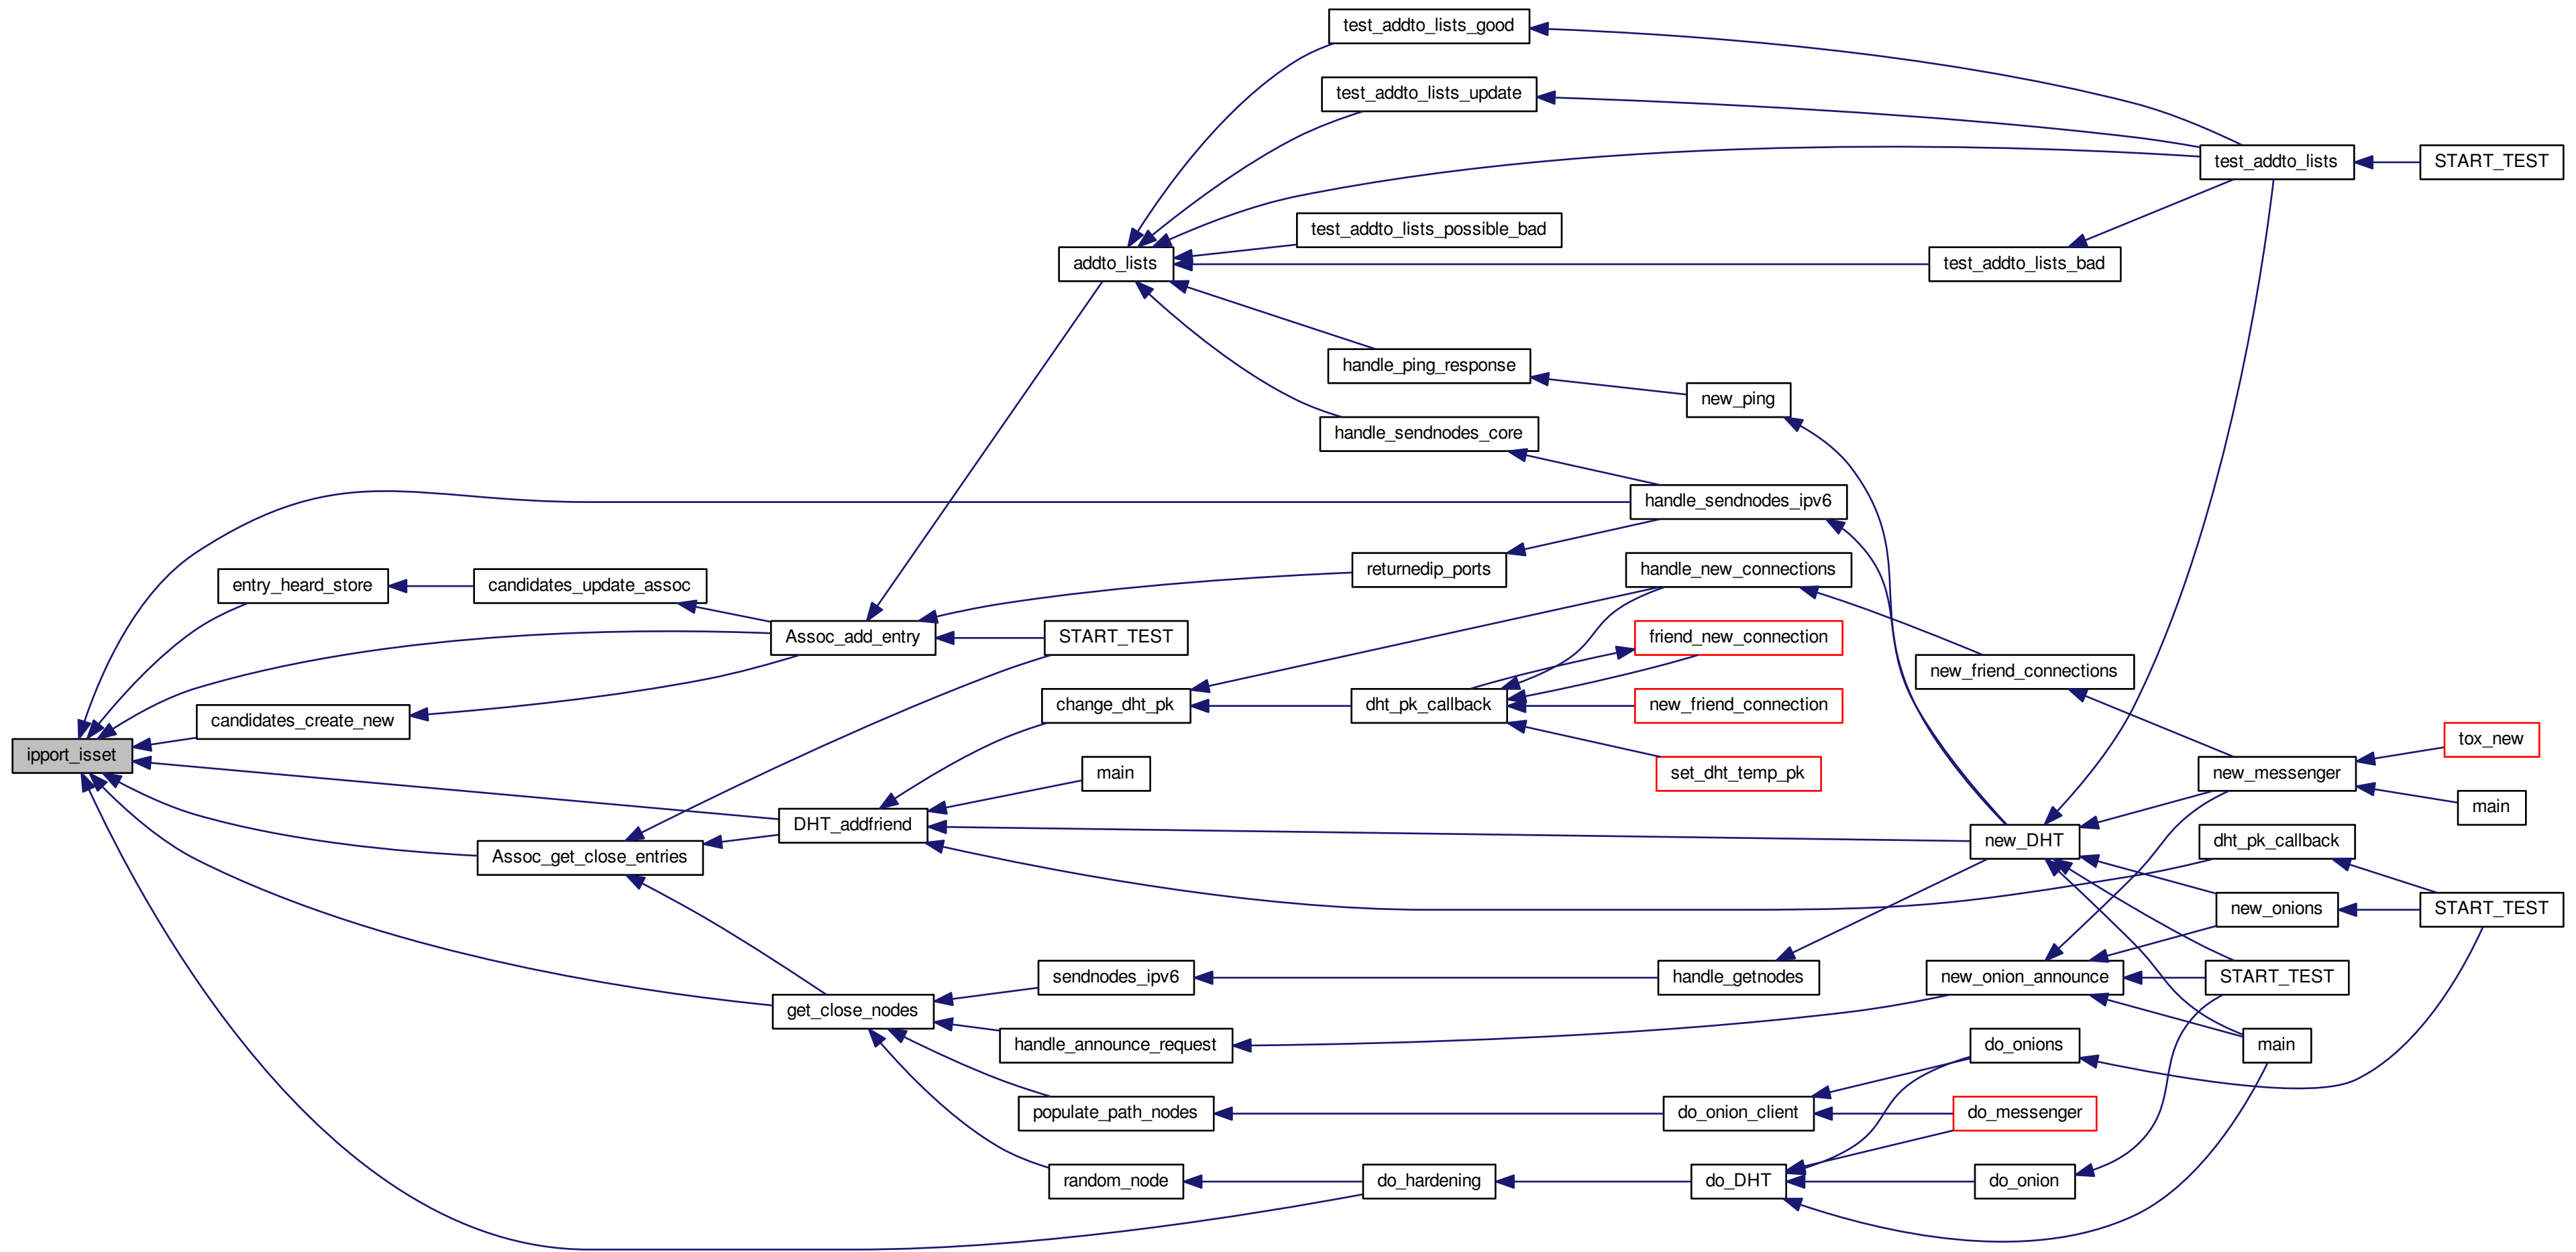 test_addto_lists_good
test_addto_lists_update
test_addto_lists
START_TEST
test_addto_lists_possible_bad
addto_lists
test_addto_lists_bad
handle_ping_response
new_ping
handle_sendnodes_core
handle_sendnodes_ipv6
returnedip_ports
handle_new_connections
entry_heard_store
candidates_update_assoc
Assoc_add_entry
START_TEST
friend_new_connection
new_friend_connections
change_dht_pk
dht_pk_callback
new_friend_connection
candidates_create_new
ipport_isset
main
set_dht_temp_pk
tox_new
new_messenger
main
DHT_addfriend
new_DHT
dht_pk_callback
Assoc_get_close_entries
new_onions
START_TEST
sendnodes_ipv6
handle_getnodes
new_onion_announce
START_TEST
get_close_nodes
handle_announce_request
do_onions
main
populate_path_nodes
do_onion_client
do_messenger
random_node
do_hardening
do_DHT
do_onion